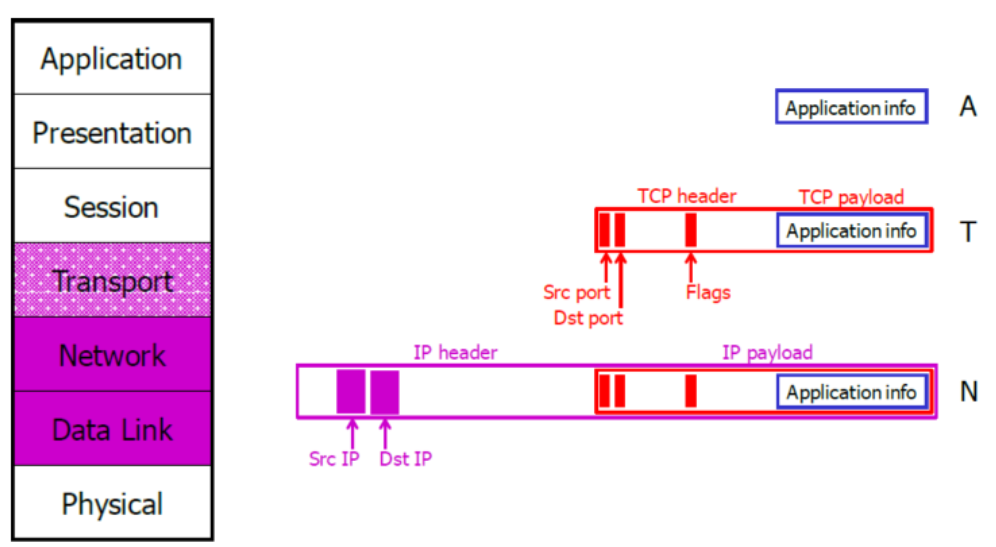 Application
Presentation
Session
Transport
Network
Data Link
Physical
Application info A
TCP header TCP payload
Application info T
Src port Flags
Dst port
IP header IP payload
Application info N
Src IP Dst IP